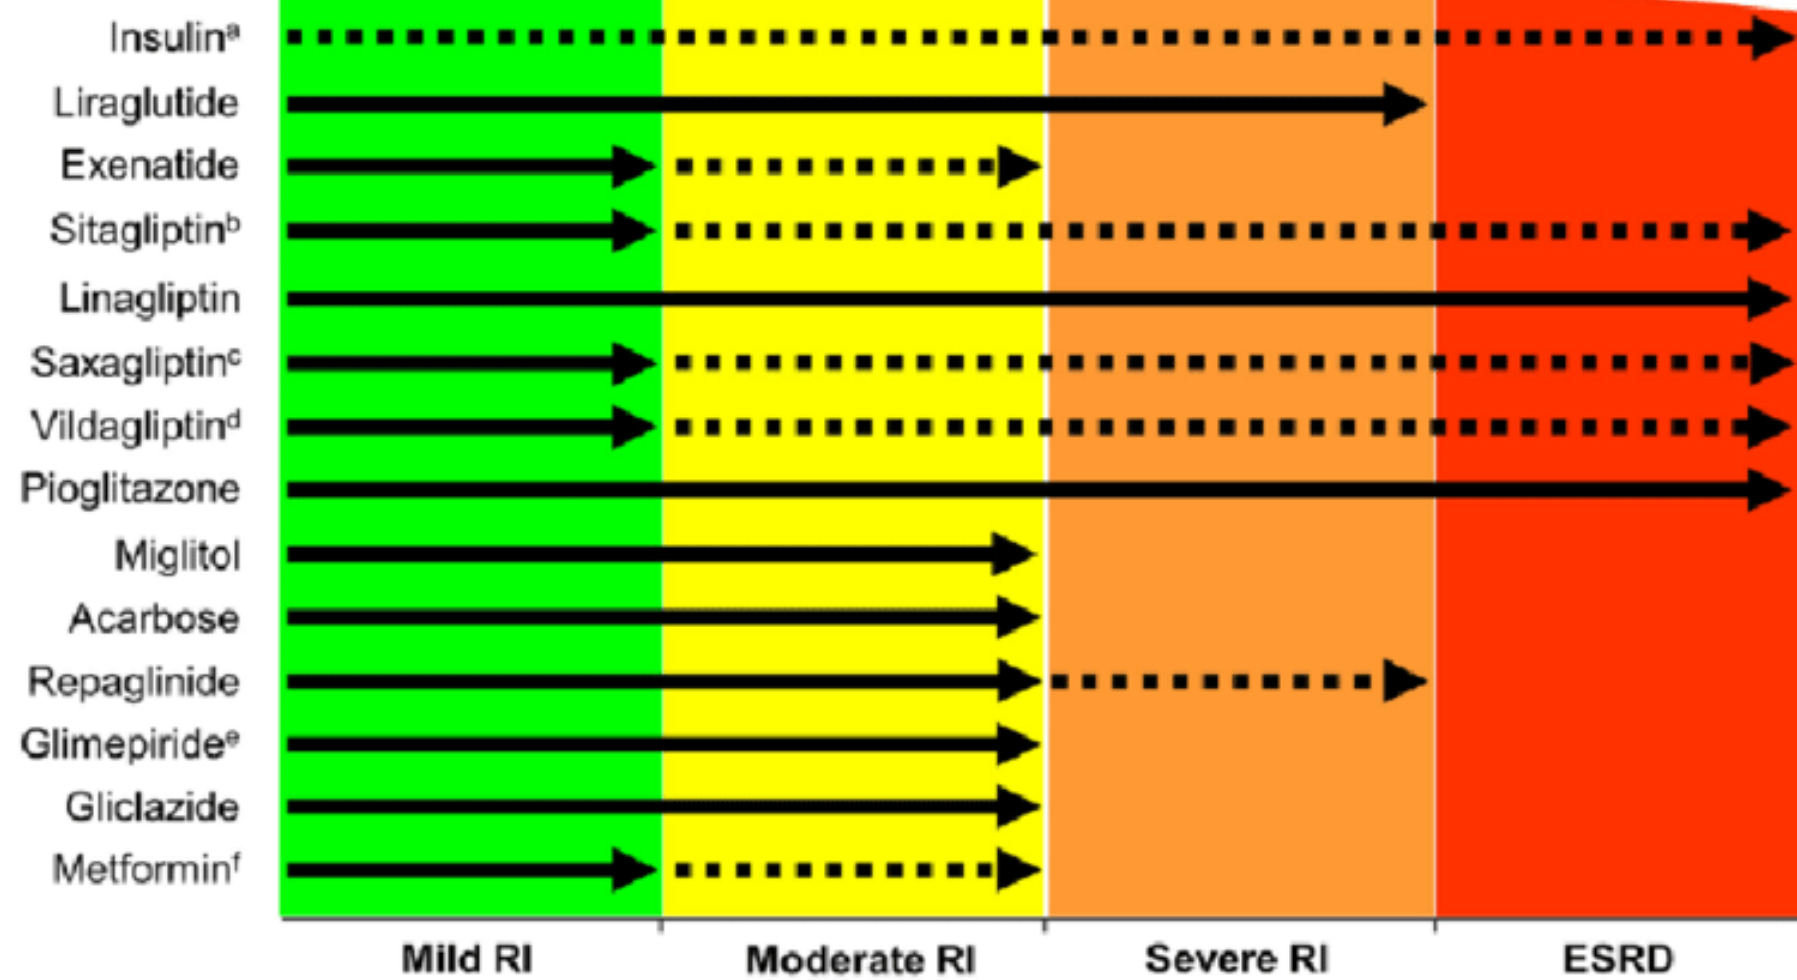 Insulinᵃ
Liraglutide
Exenatide
Sitagliptinᵇ
Linagliptin
Saxagliptinᶜ
Vildagliptinᵈ
Pioglitazone
Miglitol
Acarbose
Repaglinide
Glimepirideᵉ
Gliclazide
Metforminᶠ
Mild RI Moderate RI Severe RI ESRD